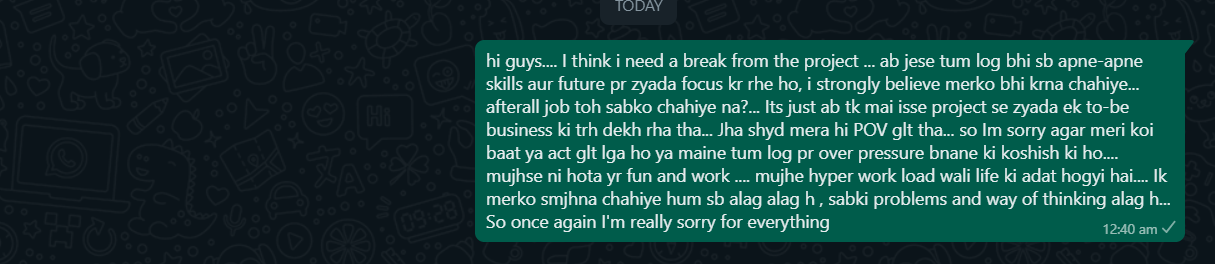 TODAY
hi guys.... I think i need a break from the project ... ab jese tum log bhi sb apne-apne
skills aur future pr zyada focus kr rhe ho, i strongly believe merko bhi krna chahiye...
afterall job toh sabko chahiye na?... Its just ab tk mai isse project se zyada ek to-be
business ki trh dekh rha tha... Jha shyd mera hi POV glt tha... so Im sorry agar meri koi
baat ya act glt lga ho ya maine tum log pr over pressure bnane ki koshish ki ho....
mujhse ni hota yr fun and work .... mujhe hyper work load wali life ki adat hogyi hai.... Ik
merko smjhna chahiye hum sb alag alag h , sabki problems and way of thinking alag h...
So once again I'm really sorry for everything
12:40 am